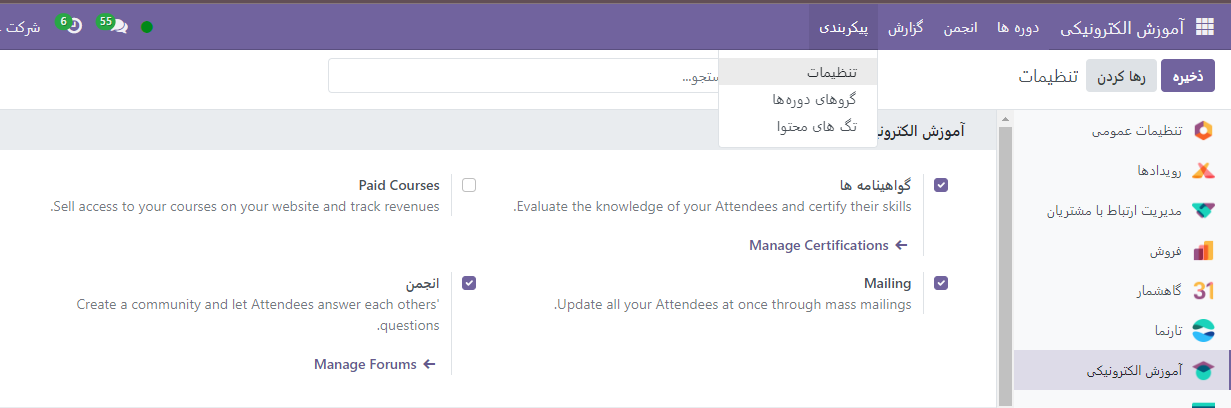 آموزش الکترونیکی
دوره ها
انجمن
گزارش
پیکربندی
55
6
شرکت
ذخیره
رها کردن
تنظیمات
ستجو...
تنظیمات
گروهای دوره‌ها
تگ های محتوا
تنظیمات عمومی
رویدادها
مدیریت ارتباط با مشتریان
فروش
31 گاهشمار
تارنما
آموزش الکترونیکی
آموزش الکترونیکی
گواهینامه ها
Evaluate the knowledge of your Attendees and certify their skills.
Manage Certifications
Paid Courses
Sell access to your courses on your website and track revenues.
Mailing
Update all your Attendees at once through mass mailings.
انجمن
Create a community and let Attendees answer each others'
questions.
Manage Forums